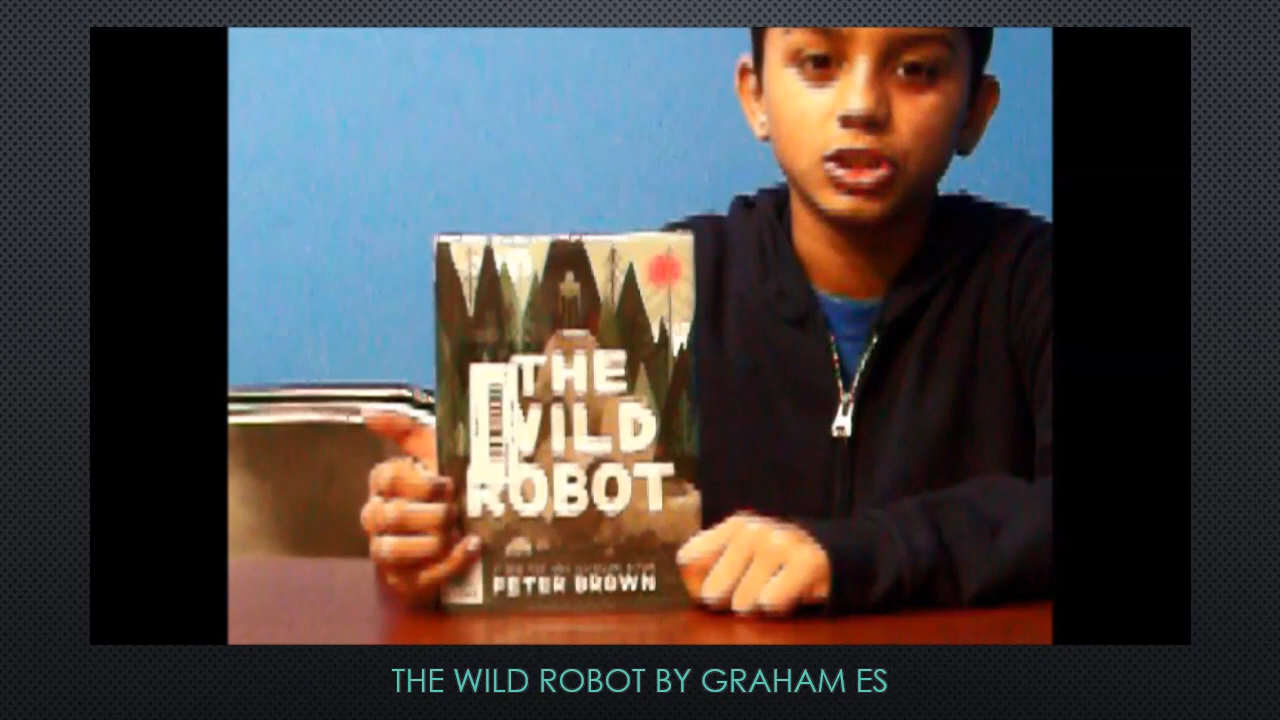 THE
WILD
ROBOT
PETER BROWN
THE WILD ROBOT BY GRAHAM ES